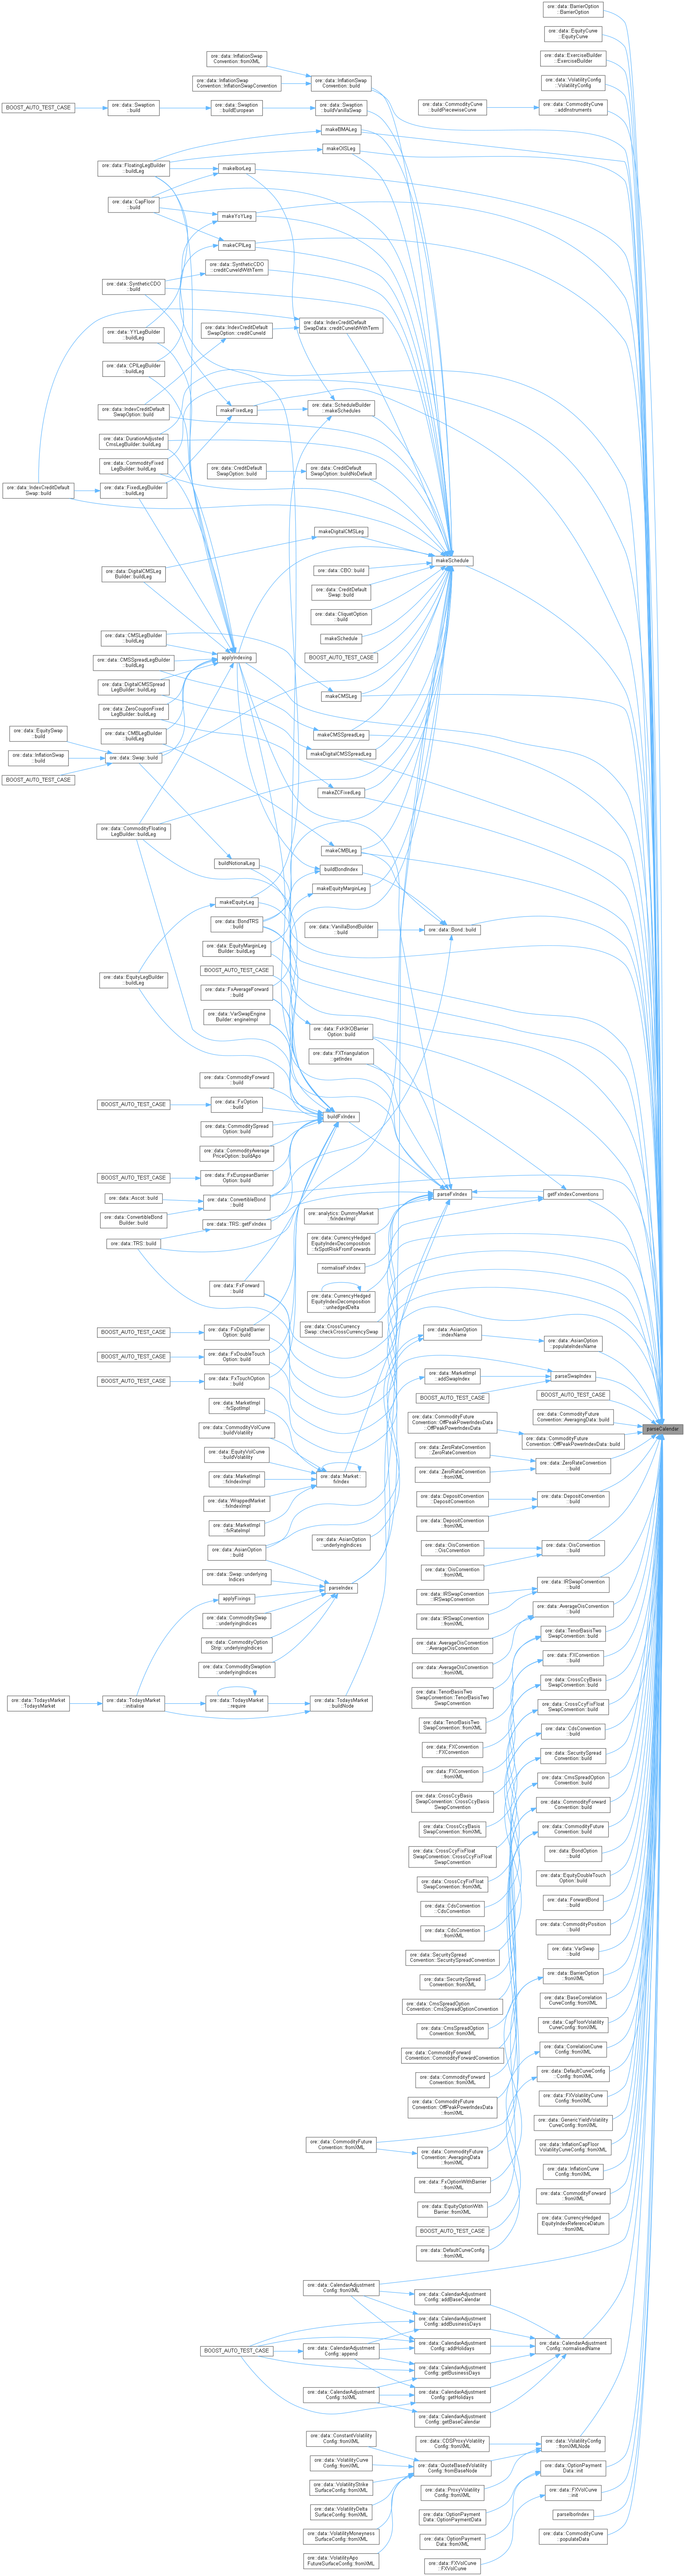 ore::data::BarrierOption
::BarrierOption
ore::data::EquityCurve
::EquityCurve
ore::data::ExerciseBuilder
::ExerciseBuilder
ore::data::VolatilityConfig
::VolatilityConfig
ore::data::CommodityCurve
::buildPiecewiseCurve
ore::data::CommodityCurve
::addInstruments
ore::data::InflationSwap
Convention::fromXML
ore::data::InflationSwap
Convention::InflationSwapConvention
ore::data::InflationSwap
Convention::build
BOOST_AUTO_TEST_CASE
ore::data::Swaption
::build
ore::data::Swaption
::buildEuropean
ore::data::Swaption
::buildVanillaSwap
makeBMALeg
makeOISLeg
ore::data::FloatingLegBuilder
::buildLeg
makeIborLeg
ore::data::CapFloor
::build
makeYoYLeg
makeCPILeg
ore::data::SyntheticCDO
::creditCurveIdWithTerm
ore::data::SyntheticCDO
::build
ore::data::YYLegBuilder
::buildLeg
ore::data::IndexCreditDefault
SwapOption::creditCurveId
ore::data::IndexCreditDefault
SwapData::creditCurveIdWithTerm
ore::data::CPILegBuilder
::buildLeg
ore::data::IndexCreditDefault
SwapOption::build
makeFixedLeg
ore::data::ScheduleBuilder
::makeSchedules
ore::data::DurationAdjusted
CmsLegBuilder::buildLeg
ore::data::CommodityFixed
LegBuilder::buildLeg
ore::data::CreditDefault
SwapOption::build
ore::data::CreditDefault
SwapOption::buildNoDefault
ore::data::IndexCreditDefault
Swap::build
ore::data::FixedLegBuilder
::buildLeg
makeDigitalCMSLeg
makeSchedule
ore::data::DigitalCMSLeg
Builder::buildLeg
ore::data::CBO::build
ore::data::CreditDefault
Swap::build
ore::data::CliquetOption
::build
makeSchedule
BOOST_AUTO_TEST_CASE
ore::data::CMSLegBuilder
::buildLeg
applyIndexing
ore::data::CMSSpreadLegBuilder
::buildLeg
ore::data::DigitalCMSSpread
LegBuilder::buildLeg
makeCMSLeg
ore::data::ZeroCouponFixed
LegBuilder::buildLeg
ore::data::CMBLegBuilder
::buildLeg
makeCMSSpreadLeg
ore::data::EquitySwap
::build
ore::data::InflationSwap
::build
BOOST_AUTO_TEST_CASE
ore::data::Swap::build
makeDigitalCMSSpreadLeg
makeZCFixedLeg
ore::data::CommodityFloating
LegBuilder::buildLeg
makeCMBLeg
buildNotionalLeg
buildBondIndex
makeEquityMarginLeg
makeEquityLeg
ore::data::BondTRS
::build
ore::data::VanillaBondBuilder
::build
ore::data::Bond::build
ore::data::EquityMarginLeg
Builder::buildLeg
BOOST_AUTO_TEST_CASE
ore::data::EquityLegBuilder
::buildLeg
ore::data::FxAverageForward
::build
ore::data::VarSwapEngine
Builder::engineImpl
ore::data::FxKIKOBarrier
Option::build
ore::data::FXTriangulation
::getIndex
ore::data::CommodityForward
::build
BOOST_AUTO_TEST_CASE
ore::data::FxOption
::build
buildFxIndex
ore::data::CommoditySpread
Option::build
ore::data::CommodityAverage
PriceOption::buildApo
BOOST_AUTO_TEST_CASE
ore::data::FxEuropeanBarrier
Option::build
parseFxIndex
getFxIndexConventions
ore::data::Ascot::build
ore::data::ConvertibleBond
::build
ore::data::ConvertibleBond
Builder::build
ore::analytics::DummyMarket
::fxIndexImpl
ore::data::TRS::getFxIndex
ore::data::TRS::build
ore::data::CurrencyHedged
EquityIndexDecomposition
::fxSpotRiskFromForwards
normaliseFxIndex
ore::data::FxForward
::build
ore::data::CurrencyHedged
EquityIndexDecomposition
::unhedgedDelta
ore::data::CrossCurrency
Swap::checkCrossCurrencySwap
BOOST_AUTO_TEST_CASE
ore::data::FxDigitalBarrier
Option::build
ore::data::AsianOption
::indexName
ore::data::AsianOption
::populateIndexName
BOOST_AUTO_TEST_CASE
ore::data::FxDoubleTouch
Option::build
BOOST_AUTO_TEST_CASE
ore::data::FxTouchOption
::build
ore::data::MarketImpl
::addSwapIndex
parseSwapIndex
BOOST_AUTO_TEST_CASE
BOOST_AUTO_TEST_CASE
ore::data::MarketImpl
::fxSpotImpl
ore::data::CommodityFuture
Convention::AveragingData::build
ore::data::CommodityFuture
Convention::OffPeakPowerIndexData
::OffPeakPowerIndexData
ore::data::CommodityFuture
Convention::OffPeakPowerIndexData::build
parseCalendar
ore::data::CommodityVolCurve
::buildVolatility
ore::data::EquityVolCurve
::buildVolatility
ore::data::ZeroRateConvention
::ZeroRateConvention
ore::data::ZeroRateConvention
::fromXML
ore::data::ZeroRateConvention
::build
ore::data::MarketImpl
::fxIndexImpl
ore::data::Market::
fxIndex
ore::data::WrappedMarket
::fxIndexImpl
ore::data::DepositConvention
::DepositConvention
ore::data::DepositConvention
::fromXML
ore::data::DepositConvention
::build
ore::data::MarketImpl
::fxRateImpl
ore::data::AsianOption
::underlyingIndices
ore::data::AsianOption
::build
ore::data::OisConvention
::OisConvention
ore::data::OisConvention
::fromXML
ore::data::OisConvention
::build
ore::data::Swap::underlying
Indices
parseIndex
applyFixings
ore::data::IRSwapConvention
::IRSwapConvention
ore::data::IRSwapConvention
::fromXML
ore::data::IRSwapConvention
::build
ore::data::CommoditySwap
::underlyingIndices
ore::data::AverageOisConvention
::build
ore::data::CommodityOption
Strip::underlyingIndices
ore::data::AverageOisConvention
::AverageOisConvention
ore::data::AverageOisConvention
::fromXML
ore::data::CommoditySwaption
::underlyingIndices
ore::data::TodaysMarket
::TodaysMarket
ore::data::TodaysMarket
::initialise
ore::data::TodaysMarket
::require
ore::data::TodaysMarket
::buildNode
ore::data::TenorBasisTwo
SwapConvention::build
ore::data::TenorBasisTwo
SwapConvention::TenorBasisTwo
SwapConvention
ore::data::TenorBasisTwo
SwapConvention::fromXML
ore::data::FXConvention
::build
ore::data::FXConvention
::FXConvention
ore::data::FXConvention
::fromXML
ore::data::CrossCcyBasis
SwapConvention::build
ore::data::CrossCcyBasis
SwapConvention::CrossCcyBasis
SwapConvention
ore::data::CrossCcyBasis
SwapConvention::fromXML
ore::data::CrossCcyFixFloat
SwapConvention::build
ore::data::CrossCcyFixFloat
SwapConvention::CrossCcyFixFloat
SwapConvention
ore::data::CrossCcyFixFloat
SwapConvention::fromXML
ore::data::CdsConvention
::build
ore::data::CdsConvention
::CdsConvention
ore::data::CdsConvention
::fromXML
ore::data::SecuritySpread
Convention::build
ore::data::SecuritySpread
Convention::SecuritySpreadConvention
ore::data::SecuritySpread
Convention::fromXML
ore::data::CmsSpreadOption
Convention::build
ore::data::CmsSpreadOption
Convention::CmsSpreadOptionConvention
ore::data::CmsSpreadOption
Convention::fromXML
ore::data::CommodityForward
Convention::build
ore::data::CommodityForward
Convention::CommodityForwardConvention
ore::data::CommodityForward
Convention::fromXML
ore::data::CommodityFuture
Convention::build
ore::data::CommodityFuture
Convention::OffPeakPowerIndexData
::fromXML
ore::data::CommodityFuture
Convention::fromXML
ore::data::CommodityFuture
Convention::AveragingData
::fromXML
ore::data::BondOption
::build
ore::data::EquityDoubleTouch
Option::build
ore::data::ForwardBond
::build
ore::data::CommodityPosition
::build
ore::data::VarSwap
::build
ore::data::BarrierOption
::fromXML
ore::data::FxOptionWithBarrier
::fromXML
ore::data::EquityOptionWith
Barrier::fromXML
BOOST_AUTO_TEST_CASE
ore::data::DefaultCurveConfig
::fromXML
ore::data::BaseCorrelation
CurveConfig::fromXML
ore::data::CapFloorVolatility
CurveConfig::fromXML
ore::data::CorrelationCurve
Config::fromXML
ore::data::DefaultCurveConfig
::Config::fromXML
ore::data::FXVolatilityCurve
Config::fromXML
ore::data::GenericYieldVolatility
CurveConfig::fromXML
ore::data::InflationCapFloor
VolatilityCurveConfig::fromXML
ore::data::InflationCurve
Config::fromXML
ore::data::CommodityForward
::fromXML
ore::data::CurrencyHedged
EquityIndexReferenceDatum
::fromXML
ore::data::CalendarAdjustment
Config::fromXML
ore::data::CalendarAdjustment
Config::addBaseCalendar
ore::data::CalendarAdjustment
Config::addBusinessDays
BOOST_AUTO_TEST_CASE
ore::data::CalendarAdjustment
Config::append
ore::data::CalendarAdjustment
Config::addHolidays
ore::data::CalendarAdjustment
Config::normalisedName
ore::data::CalendarAdjustment
Config::getBusinessDays
ore::data::CalendarAdjustment
Config::toXML
ore::data::CalendarAdjustment
Config::getHolidays
ore::data::CalendarAdjustment
Config::getBaseCalendar
ore::data::ConstantVolatility
Config::fromXML
ore::data::CDSProxyVolatility
Config::fromXML
ore::data::VolatilityConfig
::fromXMLNode
ore::data::VolatilityCurve
Config::fromXML
ore::data::QuoteBasedVolatility
Config::fromBaseNode
ore::data::OptionPayment
Data::init
ore::data::VolatilityStrike
SurfaceConfig::fromXML
ore::data::ProxyVolatility
Config::fromXML
ore::data::FXVolCurve
::init
ore::data::VolatilityDelta
SurfaceConfig::fromXML
ore::data::OptionPayment
Data::OptionPaymentData
parseIborIndex
ore::data::VolatilityMoneyness
SurfaceConfig::fromXML
ore::data::OptionPayment
Data::fromXML
ore::data::CommodityCurve
::populateData
ore::data::VolatilityApo
FutureSurfaceConfig::fromXML
ore::data::FXVolCurve
::FXVolCurve